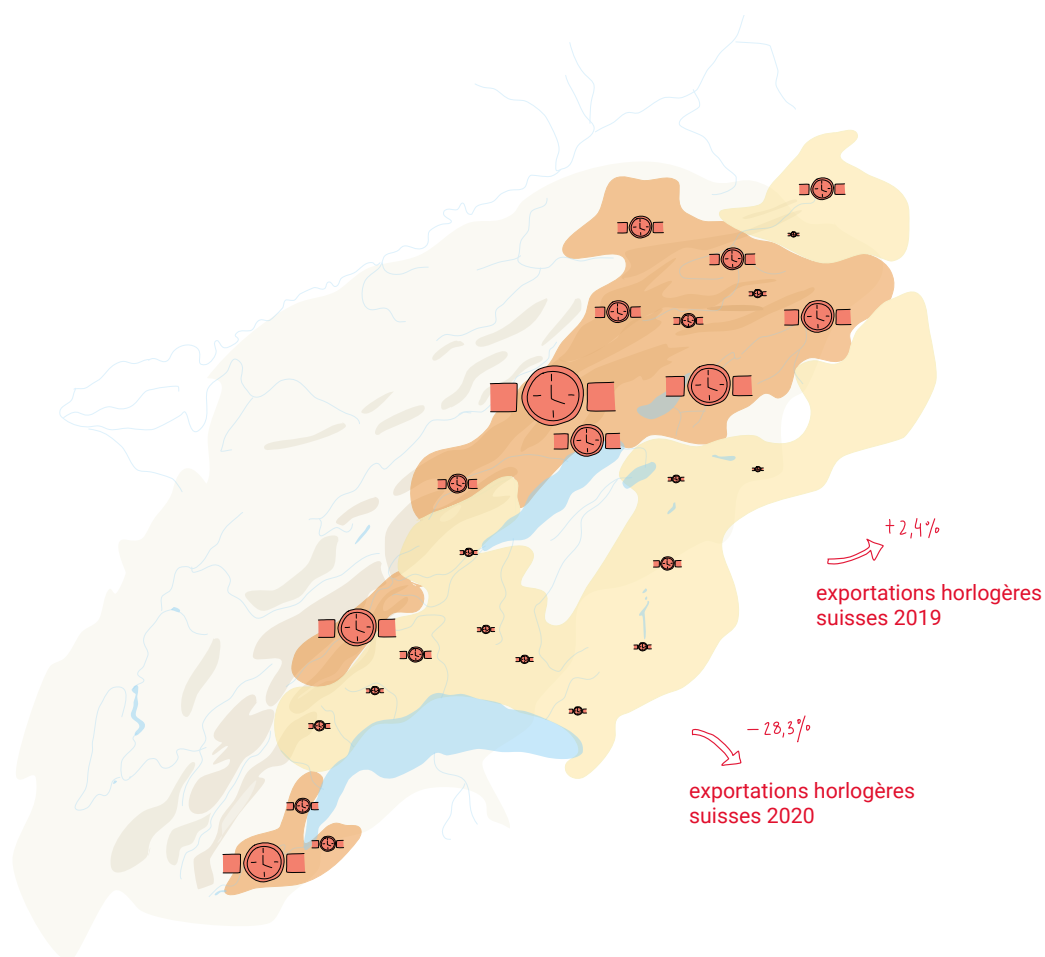 +2,4%
exportations horlogères
suisses 2019
-28,3%
exportations horlogères
suisses 2020